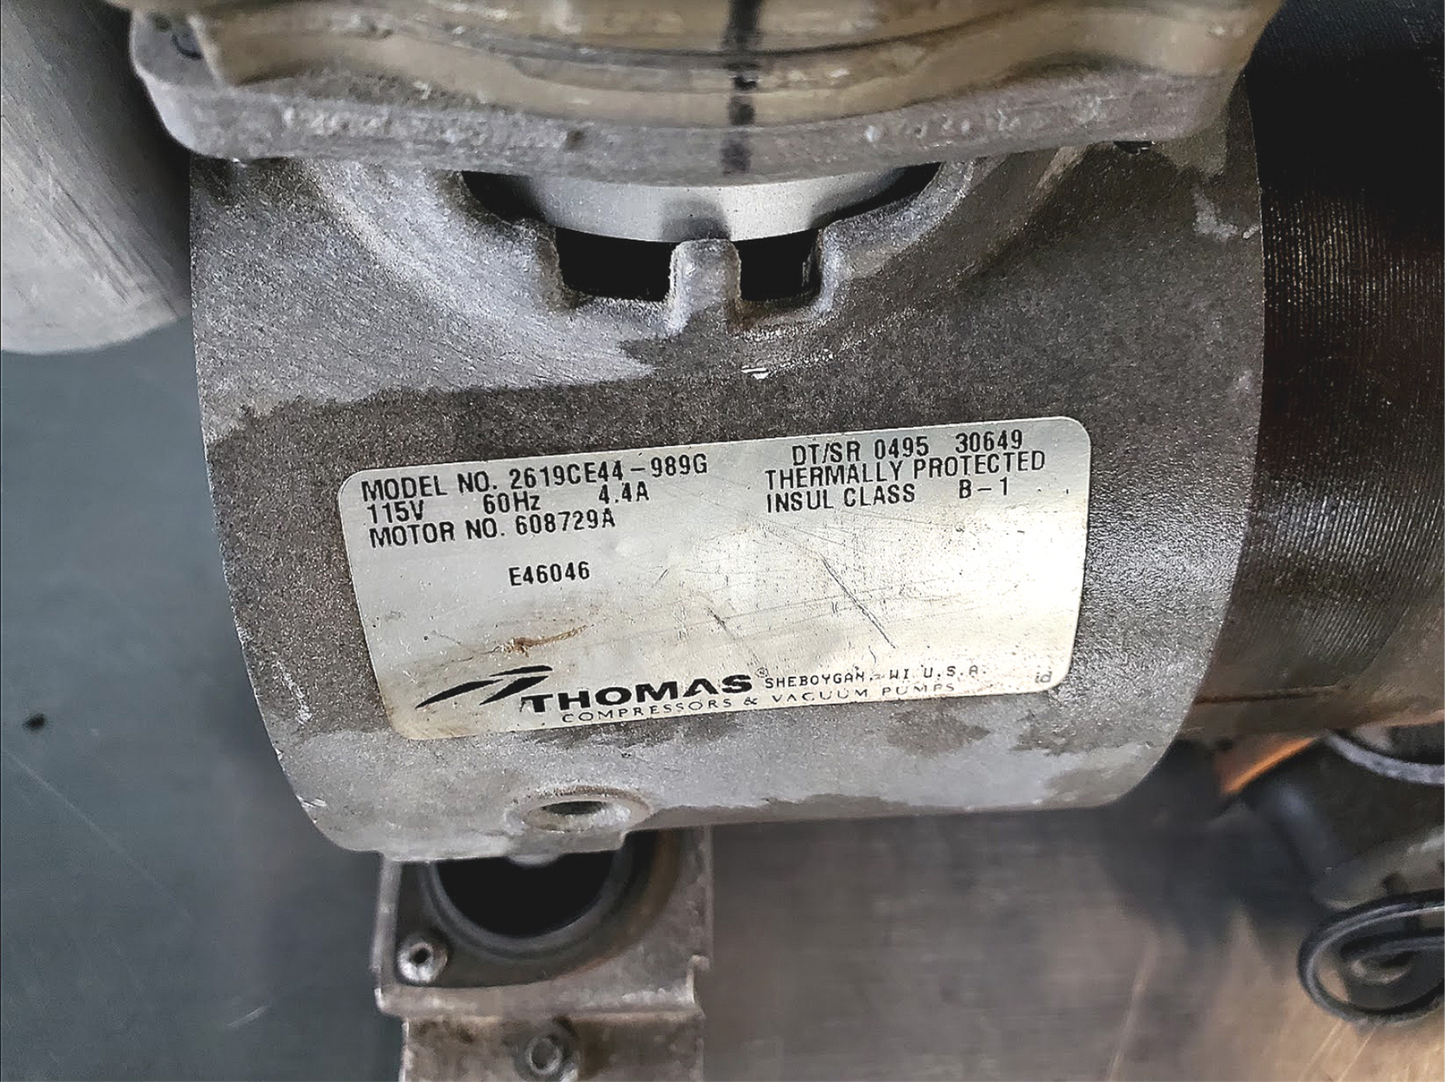 MODEL NO. 2619CE44-989G
115V 60Hz 4.4A
MOTOR NO. 608729A
E46046
DT/SR 0495 30649
THERMALLY PROTECTED
INSUL CLASS B-1
THOMAS® SHEBOYGAN, WI U.S.A.
COMPRESSORS & VACUUM PUMPS
id